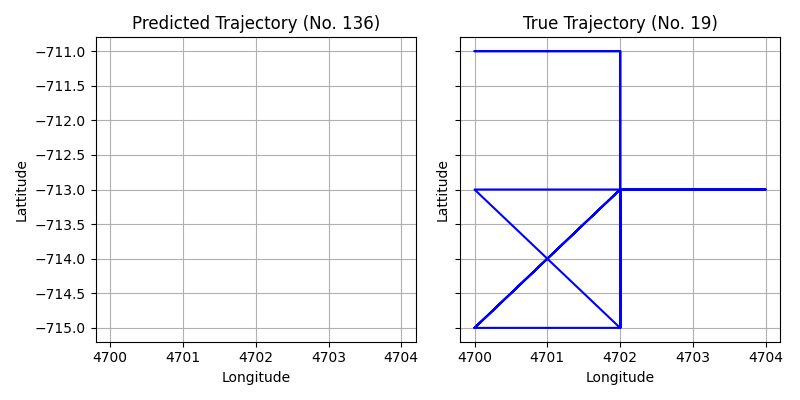 Predicted Trajectory (No. 136)
True Trajectory (No. 19)
−711.0
−711.5
−712.0
−712.5
−713.0
−713.5
−714.0
−714.5
−715.0
Lattitude
Lattitude
4700 4701 4702 4703 4704
4700 4701 4702 4703 4704
Longitude
Longitude